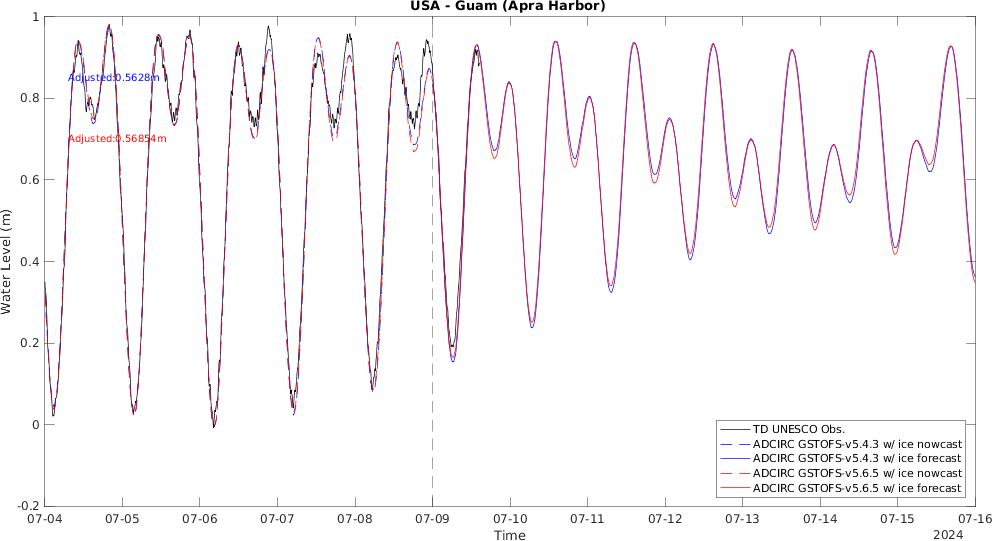 USA - Guam (Apra Harbor)
1
0.8
0.6
0.4
0.2
0
-0.2
Water Level (m)
Adjusted:0.5628m
Adjusted:0.56854m
TD UNESCO Obs.
ADCIRC GSTOFS-v5.4.3 w/ ice nowcast
ADCIRC GSTOFS-v5.4.3 w/ ice forecast
ADCIRC GSTOFS-v5.6.5 w/ ice nowcast
ADCIRC GSTOFS-v5.6.5 w/ ice forecast
07-04 07-05 07-06 07-07 07-08 07-09 07-10 07-11 07-12 07-13 07-14 07-15 07-16
Time
2024